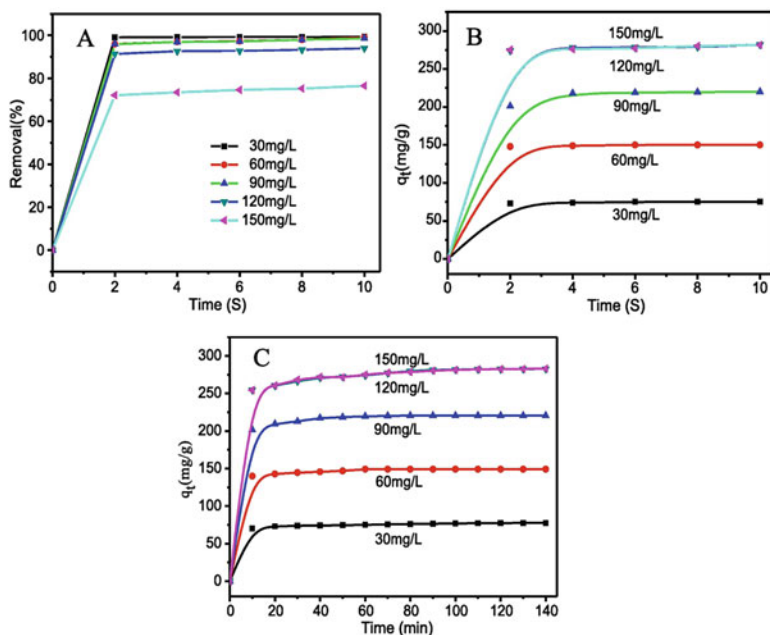 A
Removal(%)
100
80
60
40
20
0
30mg/L
60mg/L
90mg/L
120mg/L
150mg/L
0 2 4 6 8 10
Time (S)
B
qt(mg/g)
300
250
200
150
100
50
0
150mg/L
120mg/L
90mg/L
60mg/L
30mg/L
0 2 4 6 8 10
Time (S)
C
qt(mg/g)
300
250
200
150
100
50
0
150mg/L
120mg/L
90mg/L
60mg/L
30mg/L
0 20 40 60 80 100 120 140
Time (min)